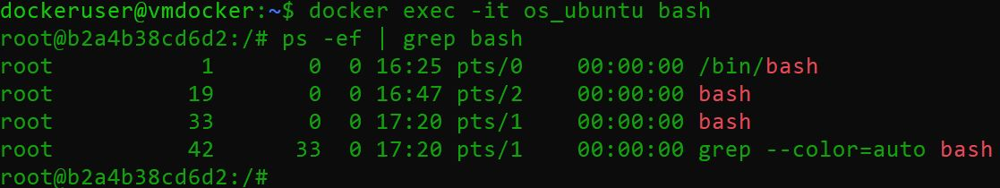 dockeruser@vmdocker:~$ docker exec -it os_ubuntu bash
root@b2a4b38cd6d2:/# ps -ef | grep bash
root           1       0  0 16:25 pts/0    00:00:00 /bin/bash
root          19       0  0 16:47 pts/2    00:00:00 bash
root          33       0  0 17:20 pts/1    00:00:00 bash
root          42      33  0 17:20 pts/1    00:00:00 grep --color=auto bash
root@b2a4b38cd6d2:/#